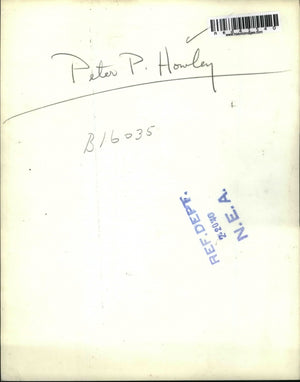 Peter P. Howley
B16035
REF. DEPT.
N. E. A.